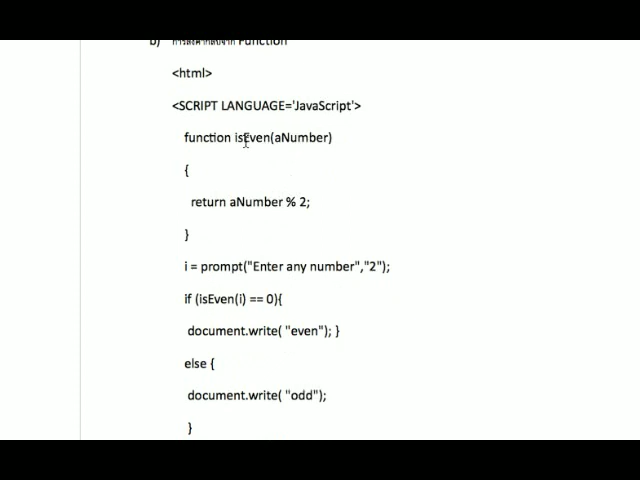 b) Function
<html>
<SCRIPT LANGUAGE='JavaScript'>
function isEven(aNumber)
{
return aNumber % 2;
}
i = prompt("Enter any number","2");
if (isEven(i) == 0){
document.write( "even"); }
else {
document.write( "odd");
}